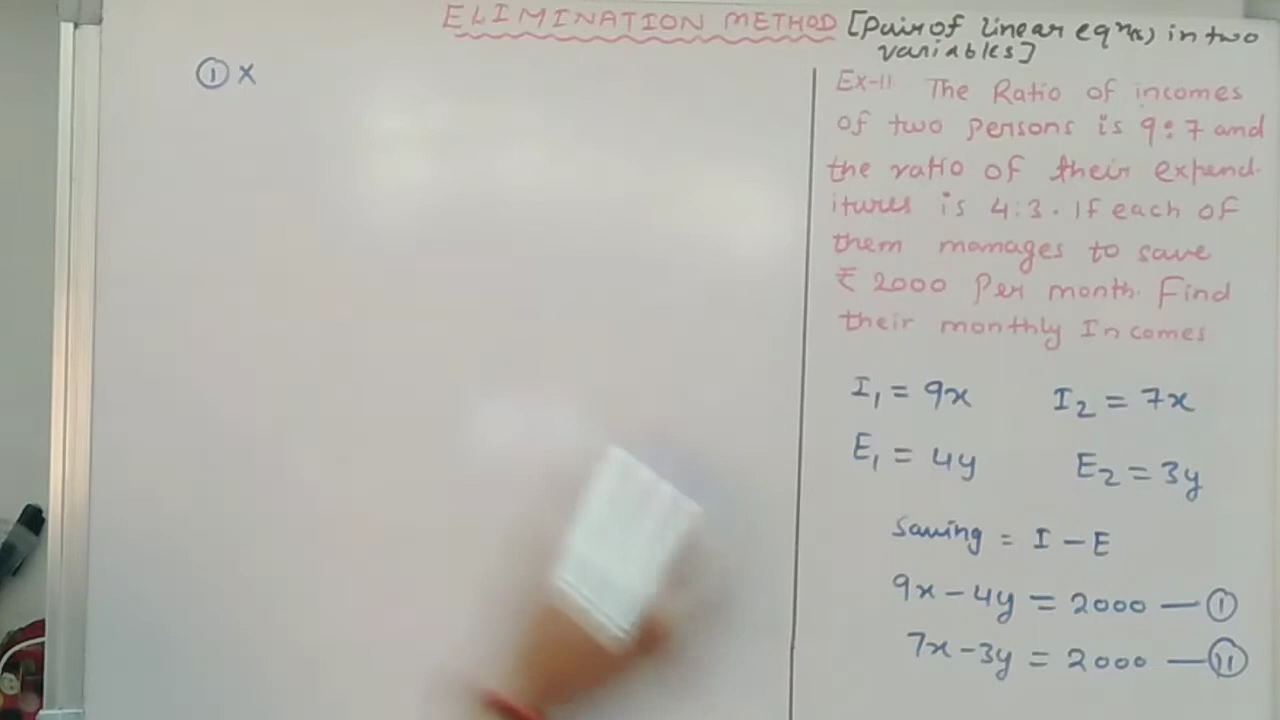 ELIMINATION METHOD [Pair of linear eqns) in two
variables]
① ×
Ex-11 The Ratio of incomes
of two persons is 9:7 and
the ratio of their expend-
itures is 4:3. If each of
them manages to save
₹ 2000 Per month. Find
their monthly Incomes
I₁ = 9x I₂ = 7x
E₁ = 4y E₂ = 3y
Saving = I – E
9x – 4y = 2000 — ①
7x – 3y = 2000 — ⑪